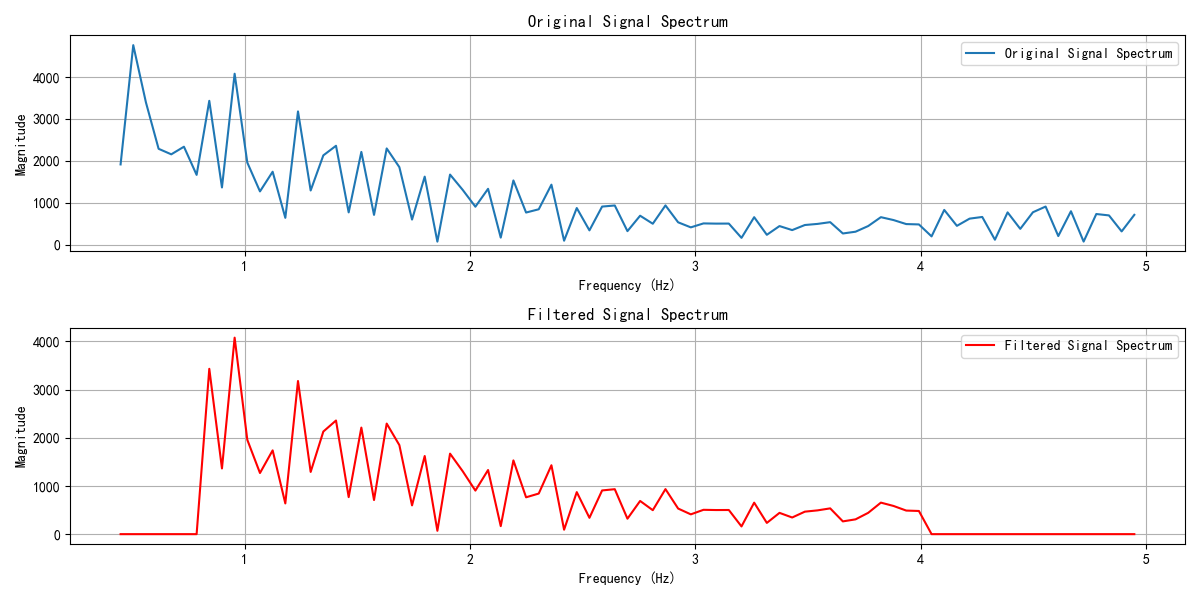 Original Signal Spectrum
Original Signal Spectrum
Magnitude
4000
3000
2000
1000
0
1 2 3 4 5
Frequency (Hz)
Filtered Signal Spectrum
Filtered Signal Spectrum
Magnitude
4000
3000
2000
1000
0
1 2 3 4 5
Frequency (Hz)